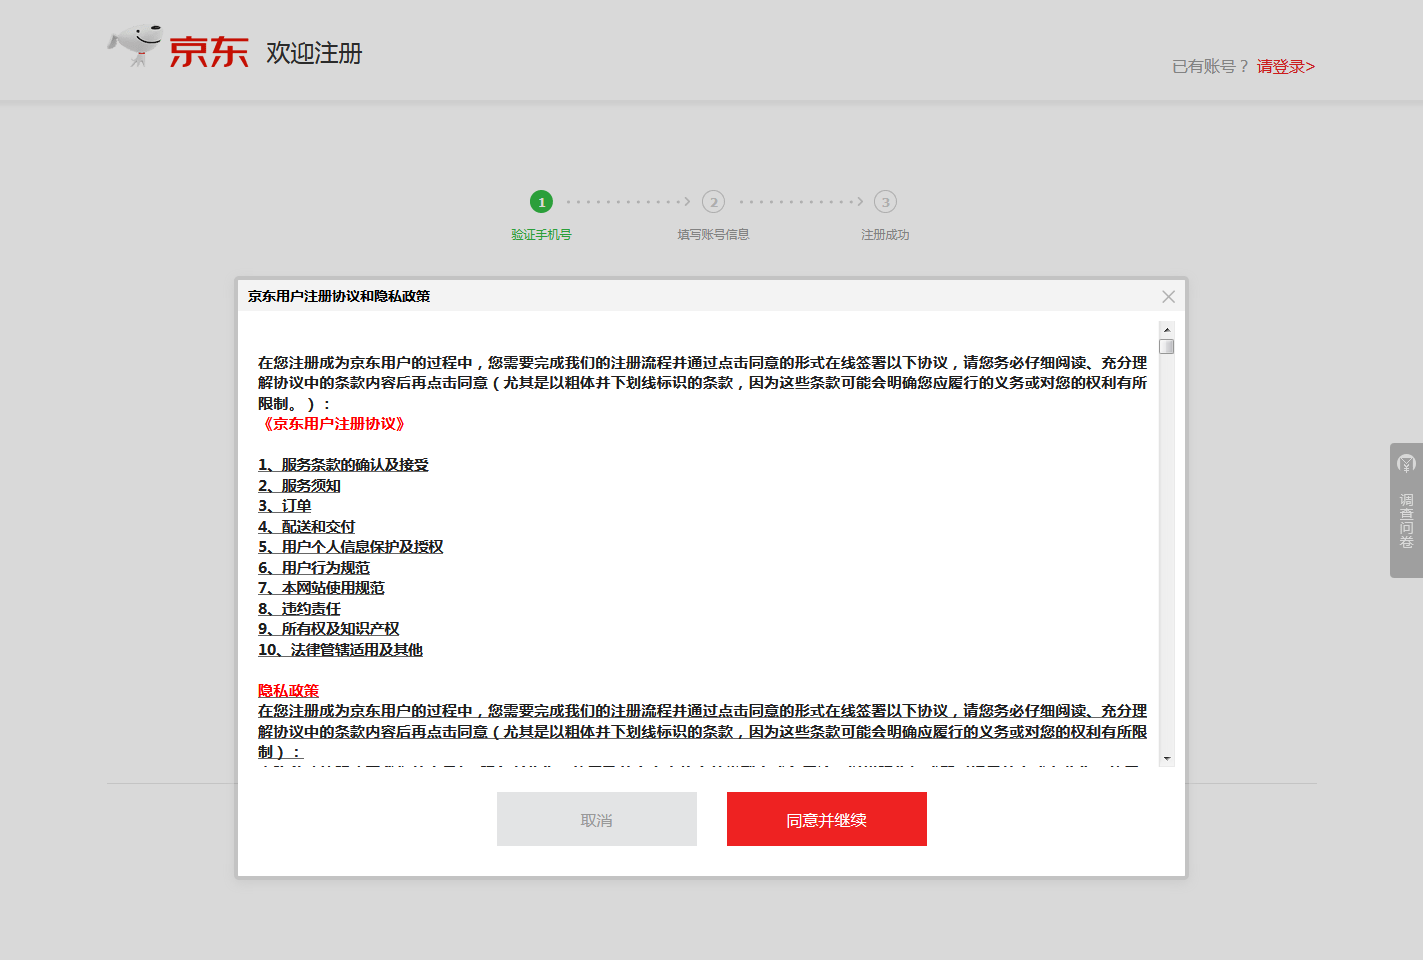 京东 欢迎注册
已有账号？ 请登录>
1 2 3
验证手机号 填写账号信息 注册成功
京东用户注册协议和隐私政策
在您注册成为京东用户的过程中，您需要完成我们的注册流程并通过点击同意的形式在线签署以下协议，请您务必仔细阅读、充分理
解协议中的条款内容后再点击同意（尤其是以粗体并下划线标识的条款，因为这些条款可能会明确您应履行的义务或对您的权利有所
限制。）：
《京东用户注册协议》
1、服务条款的确认及接受
2、服务须知
3、订单
4、配送和交付
5、用户个人信息保护及授权
6、用户行为规范
7、本网站使用规范
8、违约责任
9、所有权及知识产权
10、法律管辖适用及其他
隐私政策
在您注册成为京东用户的过程中，您需要完成我们的注册流程并通过点击同意的形式在线签署以下协议，请您务必仔细阅读、充分理
解协议中的条款内容后再点击同意（尤其是以粗体并下划线标识的条款，因为这些条款可能会明确应履行的义务或对您的权利有所限
制）：
取消 同意并继续
调查问卷